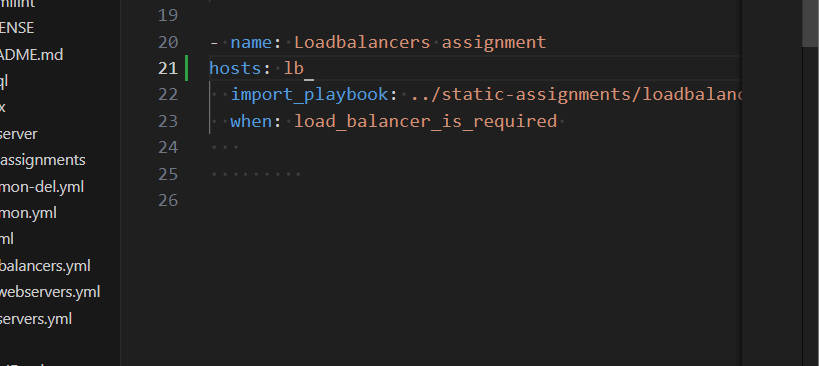 milint
ENSE
ADME.md
ql
x
server
assignments
mon-del.yml
mon.yml
ml
balancers.yml
webservers.yml
servers.yml
19
20 - name: Loadbalancers assignment
21 hosts: lb_
22 import_playbook: ../static-assignments/loadbalanc
23 when: load_balancer_is_required
24
25
26